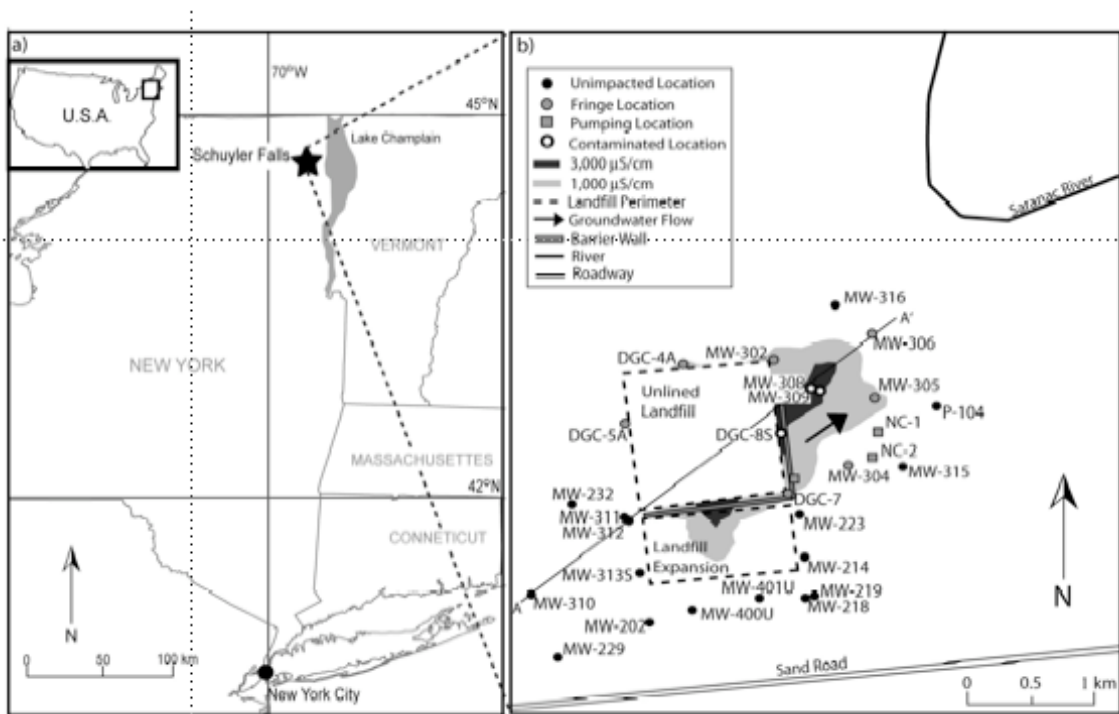 a)
70°W
U.S.A.
45°N
Lake Champlain
Schuyler Falls
VERMONT
NEW YORK
MASSACHUSETTS
42°N
CONNECTICUT
N
0 50 100 km
New York City
b)
Unimpacted Location
Fringe Location
Pumping Location
Contaminated Location
3,000 µS/cm
1,000 µS/cm
Landfill Perimeter
Groundwater Flow
Barrier Wall
River
Roadway
Saranac River
MW-316
A'
MW-306
DGC-4A
MW-302
Unlined
Landfill
MW-308
MW-309
MW-305
P-104
DGC-5A
DGC-8S
NC-1
NC-2
MW-304
MW-315
MW-232
DGC-7
MW-311
MW-312
MW-223
Landfill
Expansion
MW-313S
MW-214
MW-401U
MW-219
MW-218
A
MW-310
MW-400U
MW-202
MW-229
N
Sand Road
0 0.5 1 km